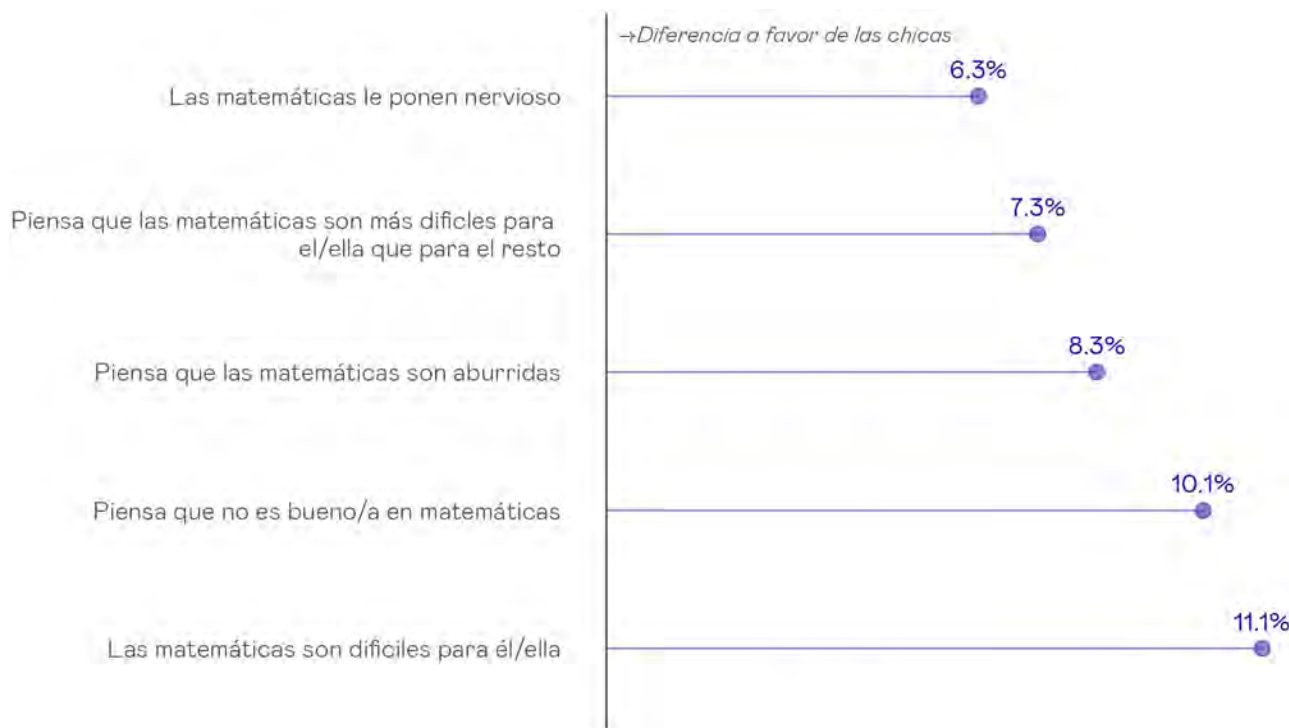 →Diferencia a favor de las chicas
6.3%
Las matemáticas le ponen nervioso
7.3%
Piensa que las matemáticas son más dificles para
el/ella que para el resto
8.3%
Piensa que las matemáticas son aburridas
10.1%
Piensa que no es bueno/a en matemáticas
11.1%
Las matemáticas son dificiles para él/ella